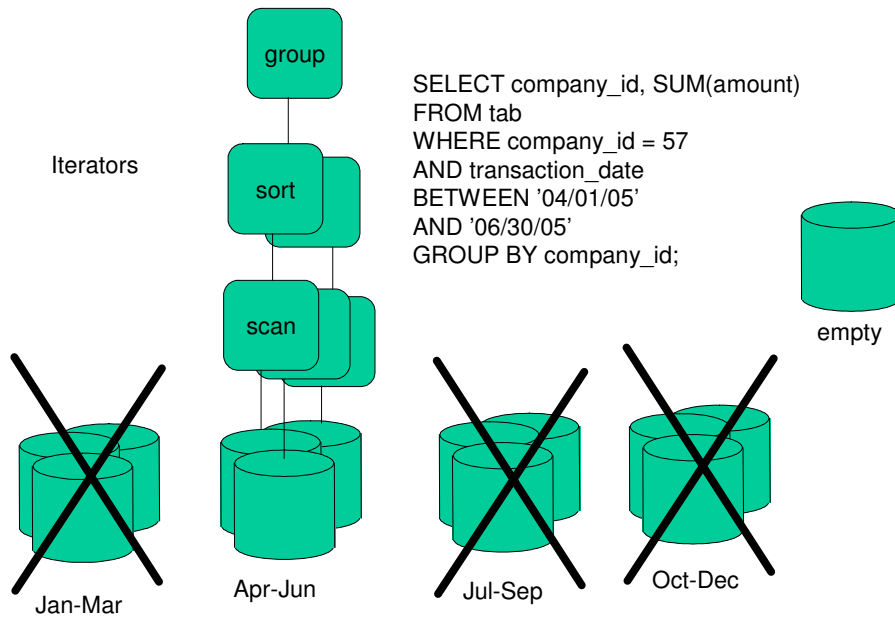 group
SELECT company_id, SUM(amount)
FROM tab
WHERE company_id = 57
AND transaction_date
BETWEEN '04/01/05'
AND '06/30/05'
GROUP BY company_id;
Iterators
sort
scan
empty
Jan-Mar
Apr-Jun
Jul-Sep
Oct-Dec